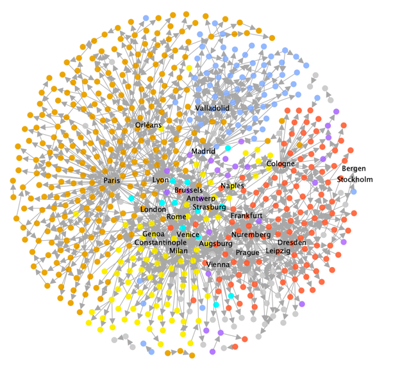 Valladolid
Orléans
Madrid
Cologne
Bergen
Lyon
Paris
Stockholm
Naples
Brussels
Antwerp
Strasburg
London
Rome
Frankfurt
Genoa
Venice
Nuremberg
Constantinople
Augsburg
Dresden
Milan
Prague
Leipzig
Vienna